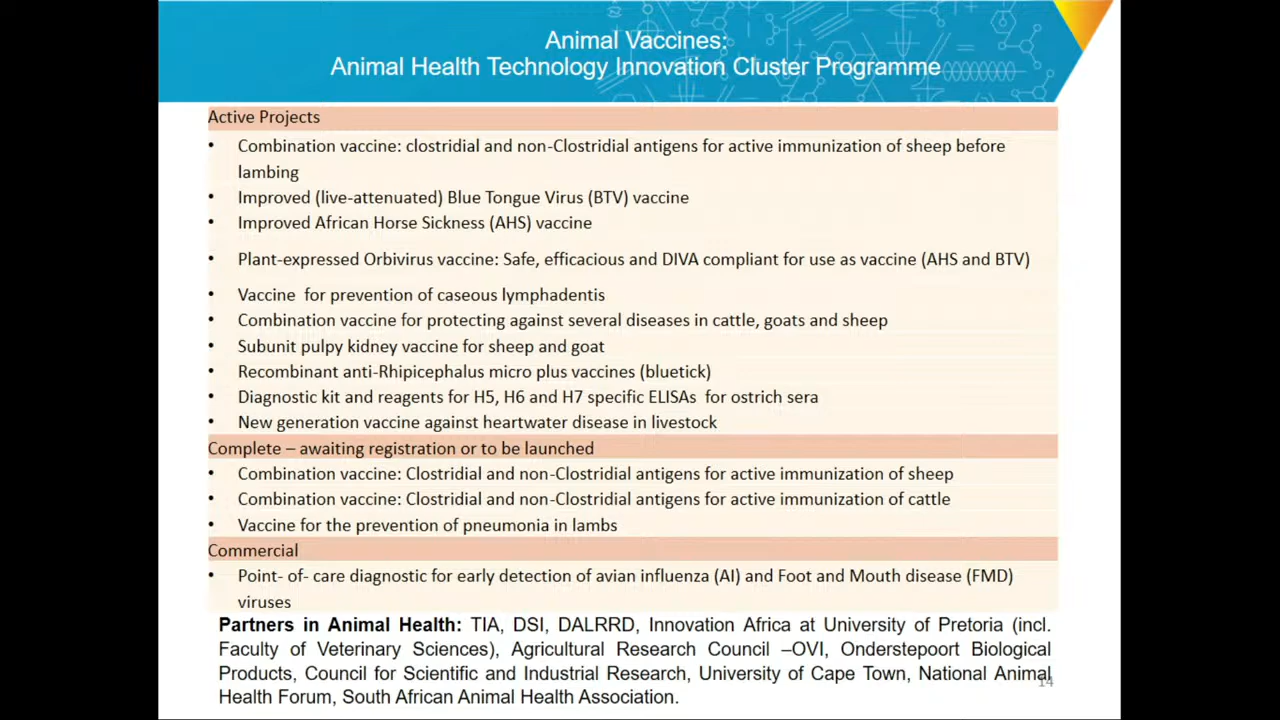 Animal Vaccines:
Animal Health Technology Innovation Cluster Programme
Active Projects
• Combination vaccine: clostridial and non-Clostridial antigens for active immunization of sheep before
lambing
• Improved (live-attenuated) Blue Tongue Virus (BTV) vaccine
• Improved African Horse Sickness (AHS) vaccine
• Plant-expressed Orbivirus vaccine: Safe, efficacious and DIVA compliant for use as vaccine (AHS and BTV)
• Vaccine for prevention of caseous lymphadentis
• Combination vaccine for protecting against several diseases in cattle, goats and sheep
• Subunit pulpy kidney vaccine for sheep and goat
• Recombinant anti-Rhipicephalus micro plus vaccines (bluetick)
• Diagnostic kit and reagents for H5, H6 and H7 specific ELISAs for ostrich sera
• New generation vaccine against heartwater disease in livestock
Complete – awaiting registration or to be launched
• Combination vaccine: Clostridial and non-Clostridial antigens for active immunization of sheep
• Combination vaccine: Clostridial and non-Clostridial antigens for active immunization of cattle
• Vaccine for the prevention of pneumonia in lambs
Commercial
• Point- of- care diagnostic for early detection of avian influenza (AI) and Foot and Mouth disease (FMD)
viruses
Partners in Animal Health: TIA, DSI, DALRRD, Innovation Africa at University of Pretoria (incl.
Faculty of Veterinary Sciences), Agricultural Research Council –OVI, Onderstepoort Biological
Products, Council for Scientific and Industrial Research, University of Cape Town, National Animal
Health Forum, South African Animal Health Association.
14